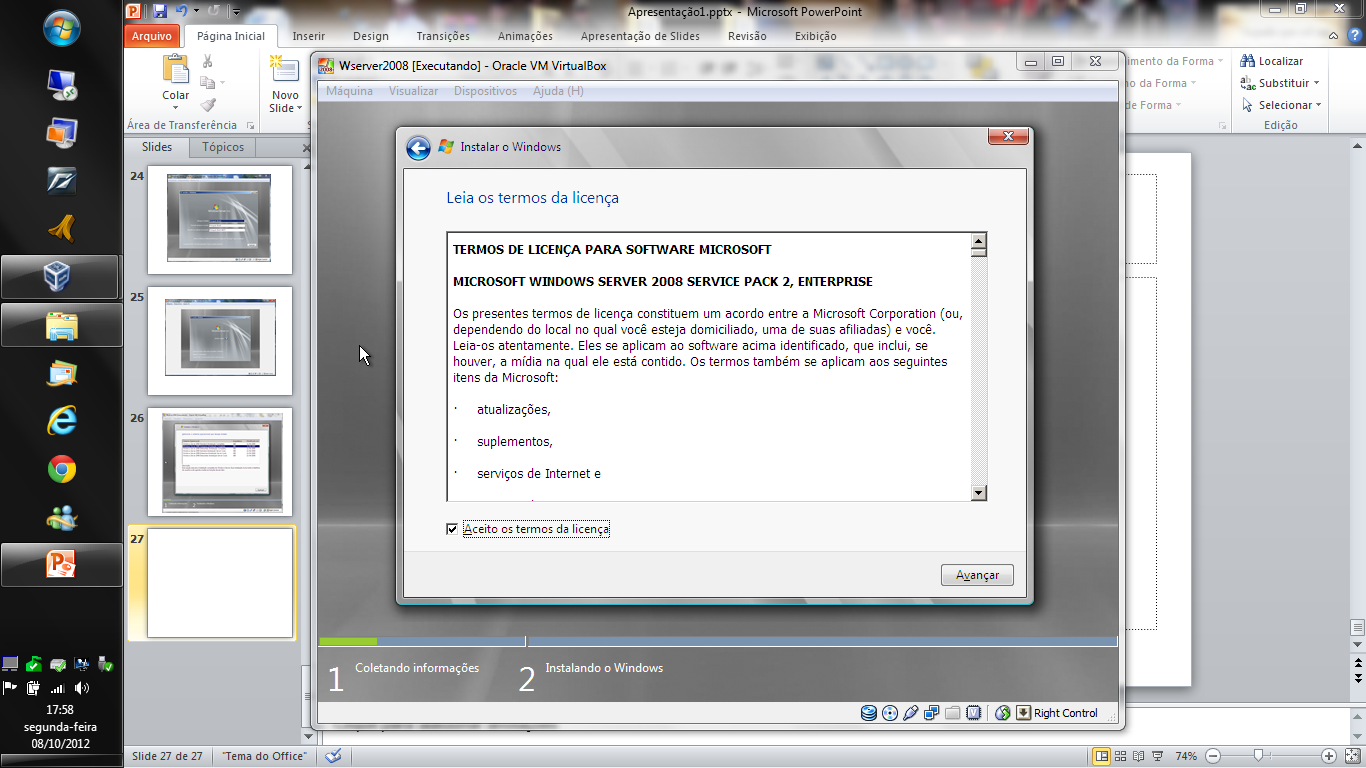 Apresentação1.pptx - Microsoft PowerPoint
Arquivo
Página Inicial
Inserir
Design
Transições
Animações
Apresentação de Slides
Revisão
Exibição
Colar
Novo
Slide
Área de Transferência
Localizar
Substituir
Selecionar
Edição
Slides
Tópicos
24
25
26
27
Wserver2008 [Executando] - Oracle VM VirtualBox
Máquina
Visualizar
Dispositivos
Ajuda (H)
Instalar o Windows
Leia os termos da licença
TERMOS DE LICENÇA PARA SOFTWARE MICROSOFT
MICROSOFT WINDOWS SERVER 2008 SERVICE PACK 2, ENTERPRISE
Os presentes termos de licença constituem um acordo entre a Microsoft Corporation (ou,
dependendo do local no qual você esteja domiciliado, uma de suas afiliadas) e você.
Leia-os atentamente. Eles se aplicam ao software acima identificado, que inclui, se
houver, a mídia na qual ele está contido. Os termos também se aplicam aos seguintes
itens da Microsoft:
· atualizações,
· suplementos,
· serviços de Internet e
Aceito os termos da licença
Avançar
1 Coletando informações
2 Instalando o Windows
Right Control
17:58
segunda-feira
08/10/2012
Slide 27 de 27
"Tema do Office"
74%